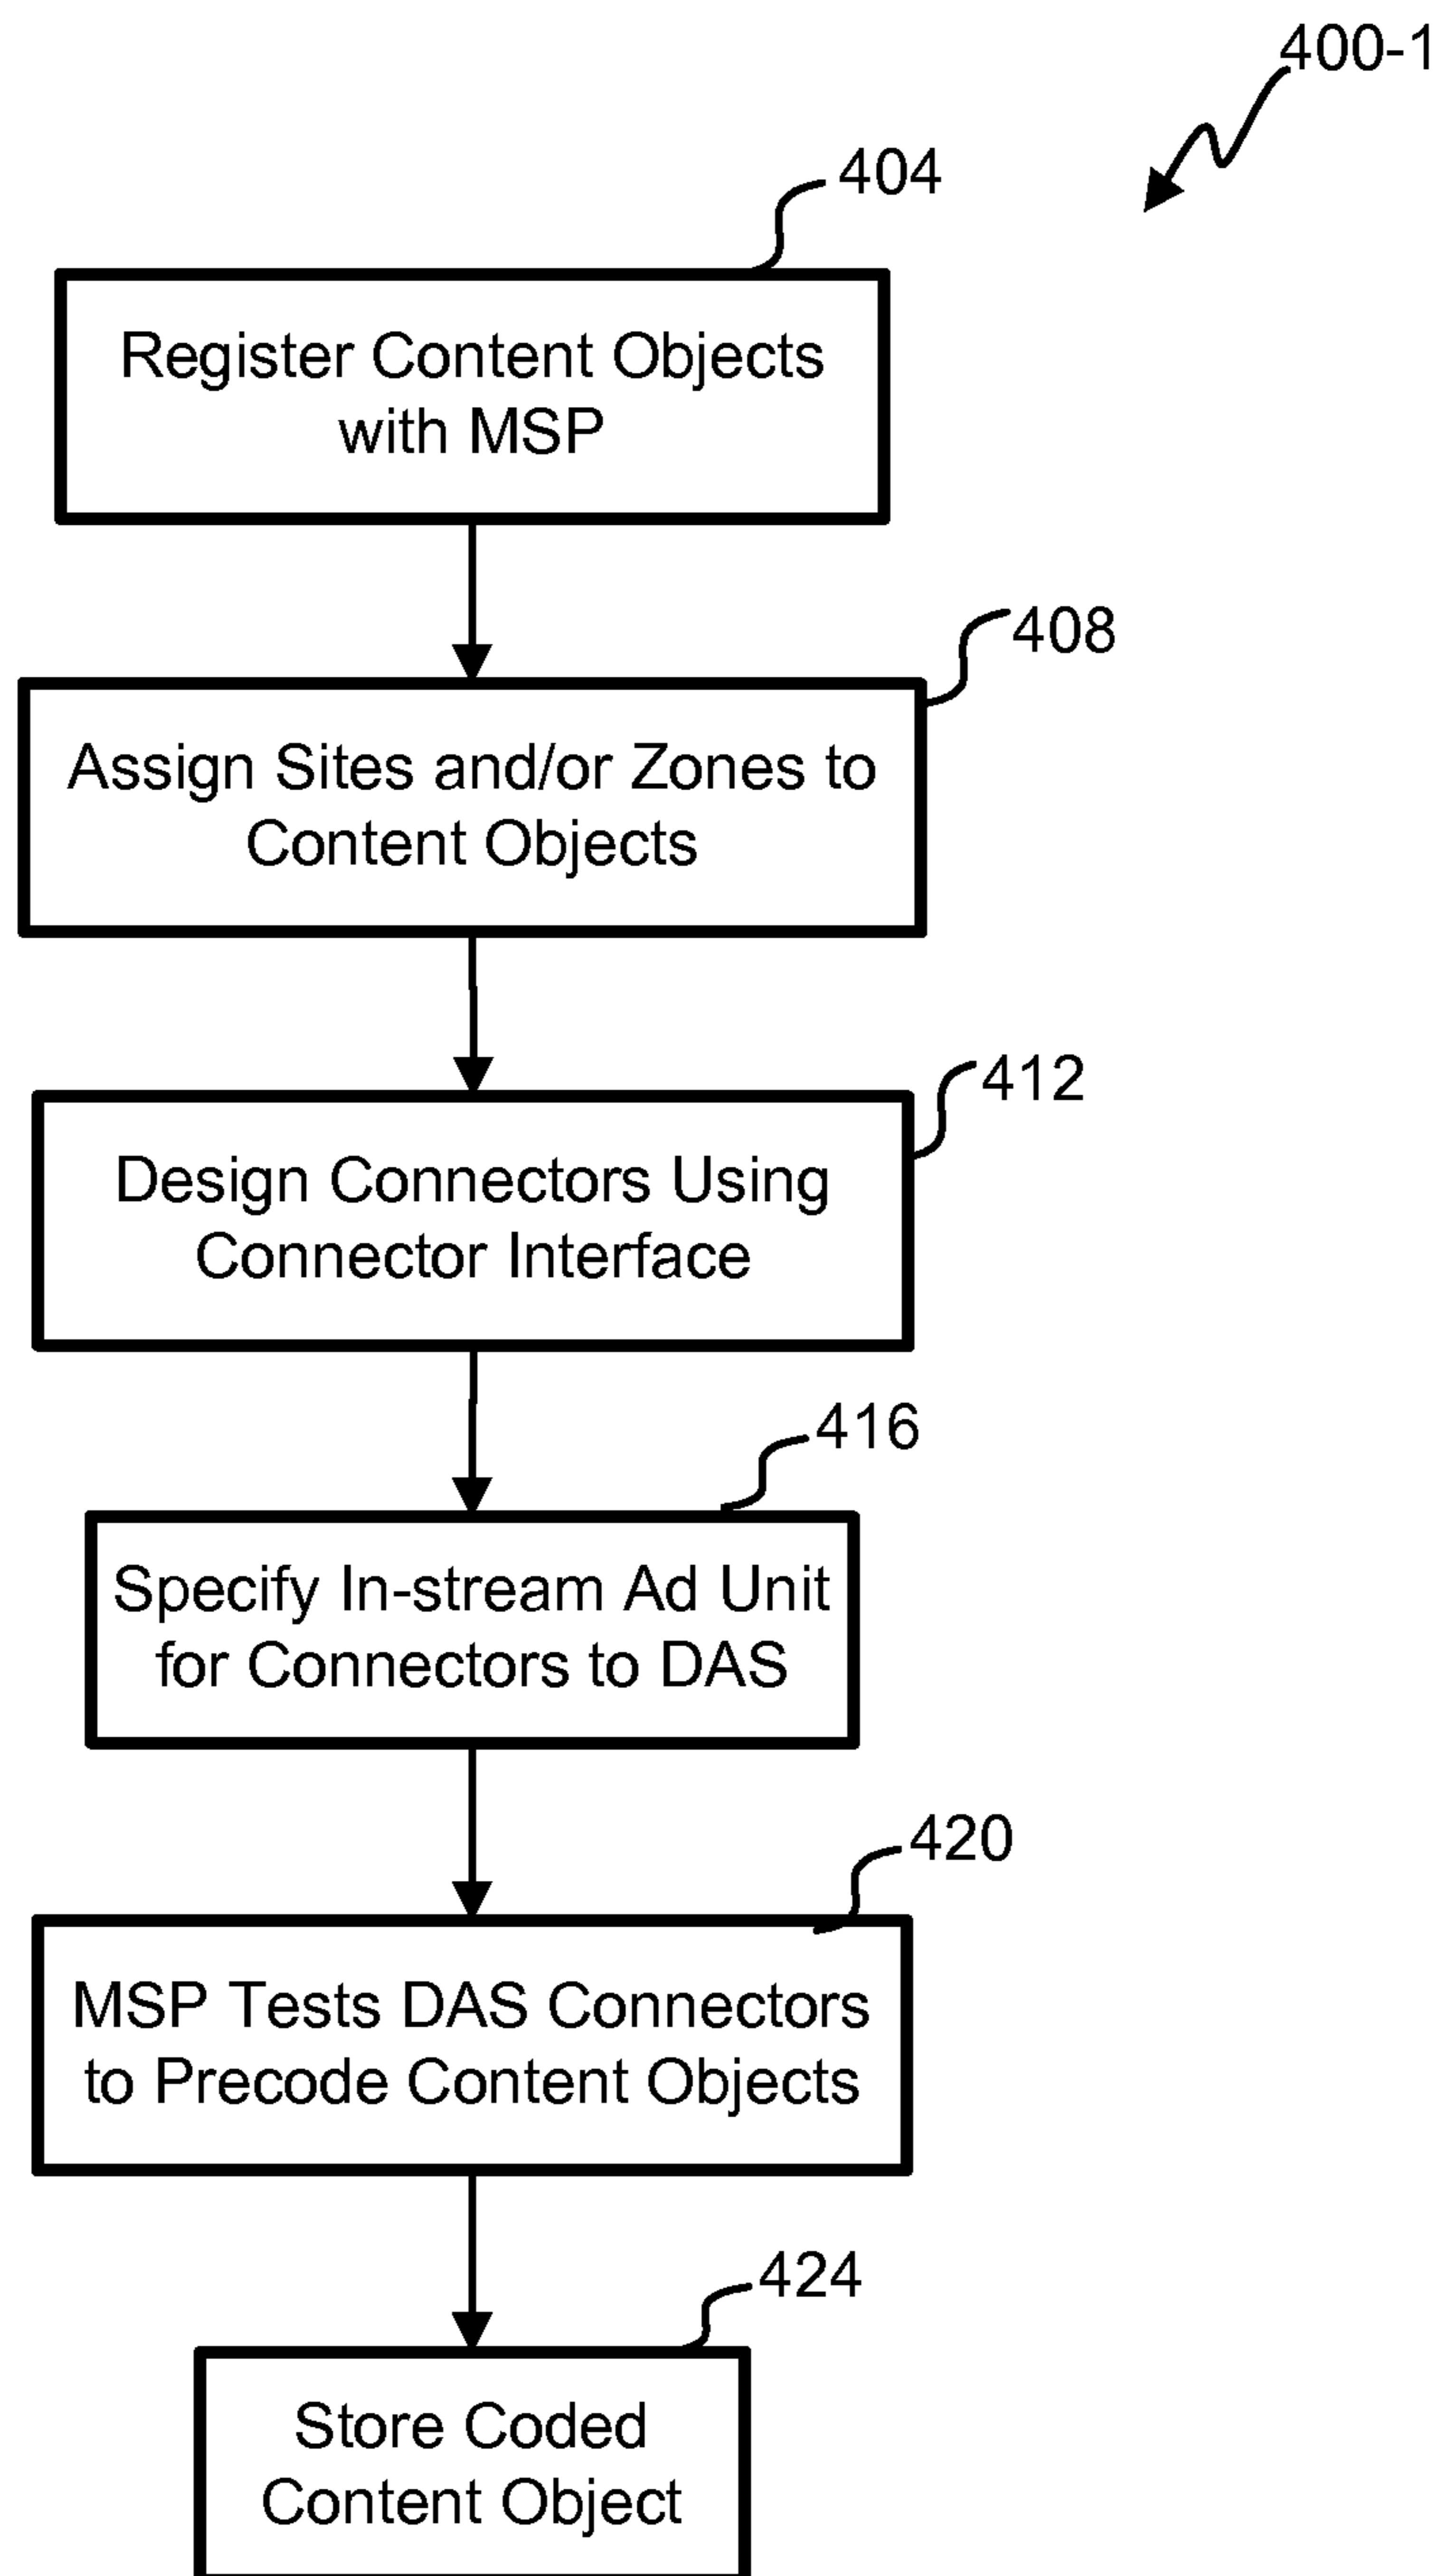 400-1
404
Register Content Objects
with MSP
408
Assign Sites and/or Zones to
Content Objects
412
Design Connectors Using
Connector Interface
416
Specify In-stream Ad Unit
for Connectors to DAS
420
MSP Tests DAS Connectors
to Precode Content Objects
424
Store Coded
Content Object